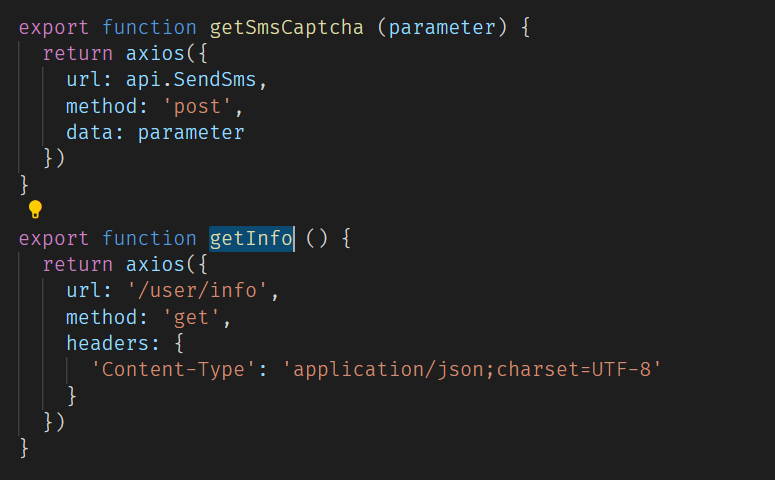 export function getSmsCaptcha (parameter) {
  return axios({
    url: api.SendSms,
    method: 'post',
    data: parameter
  })
}
export function getInfo () {
  return axios({
    url: '/user/info',
    method: 'get',
    headers: {
      'Content-Type': 'application/json;charset=UTF-8'
    }
  })
}